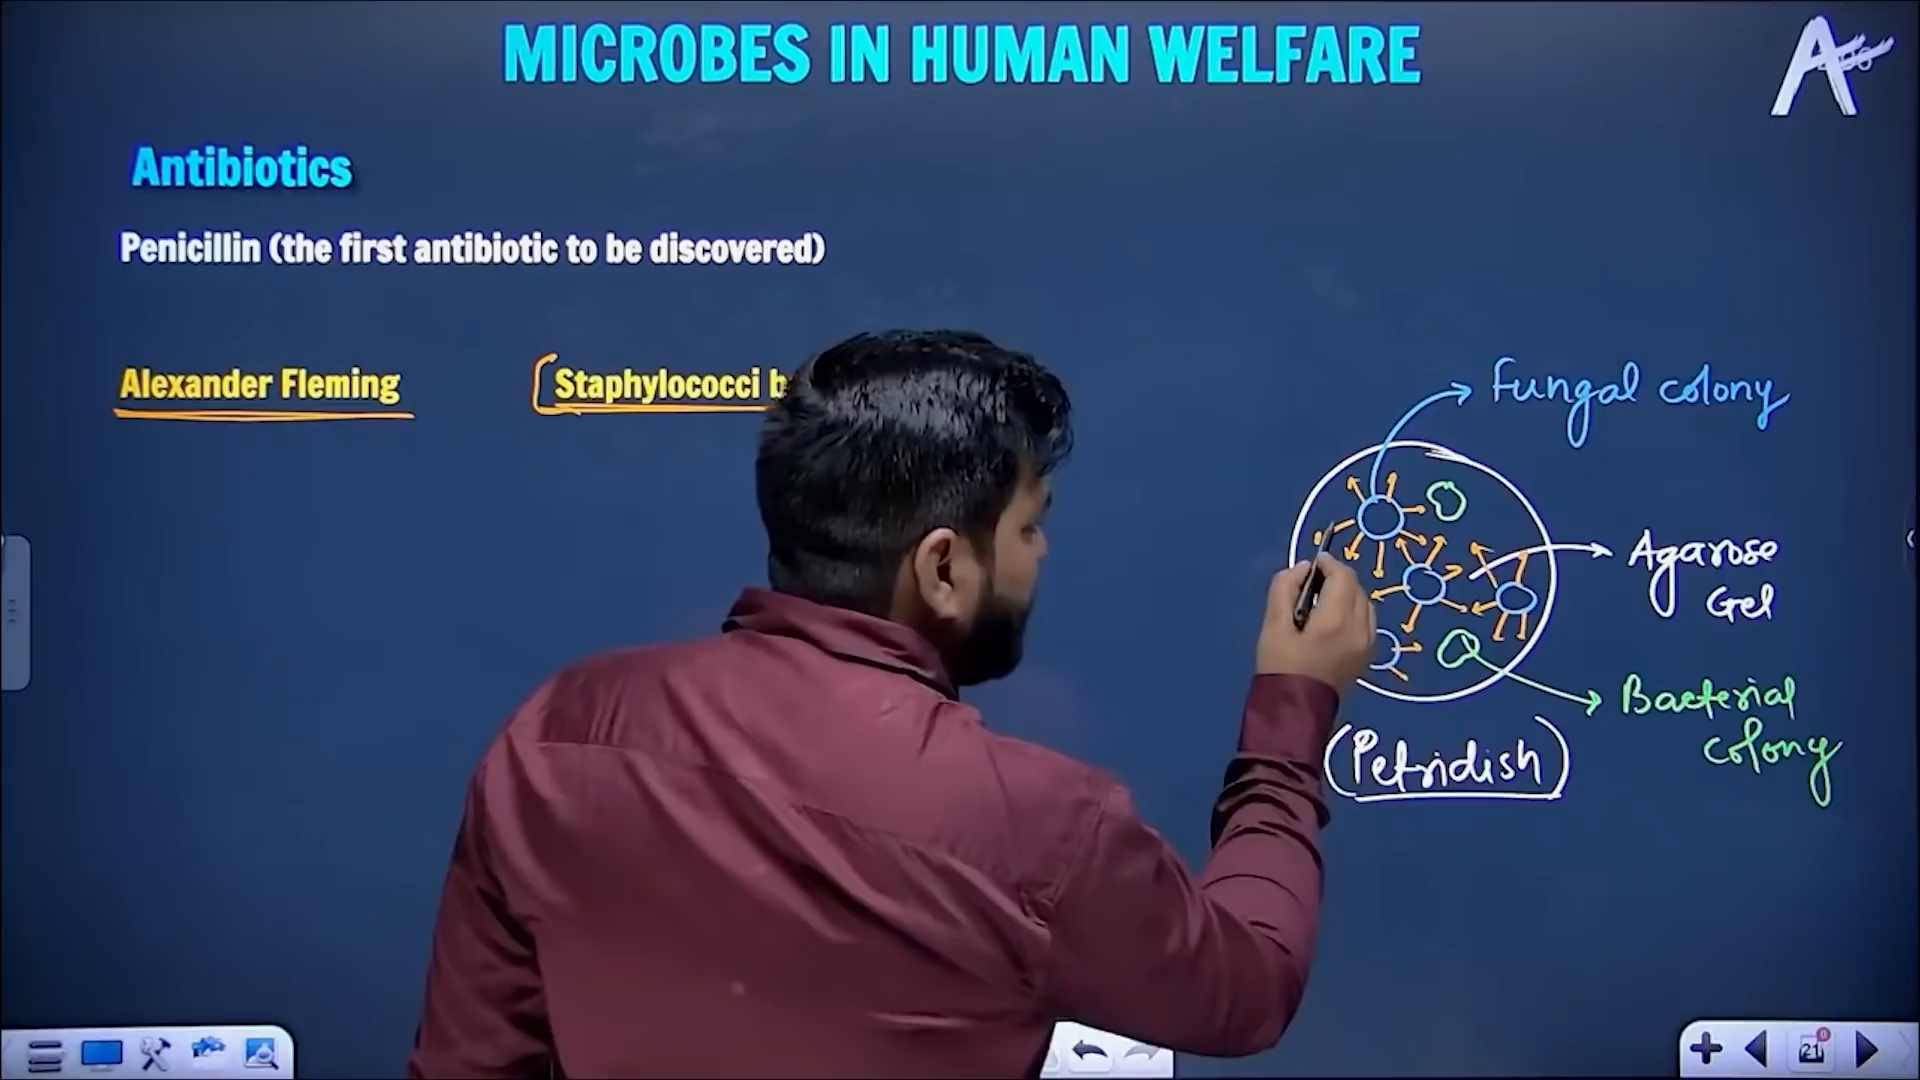 MICROBES IN HUMAN WELFARE
Antibiotics
Penicillin (the first antibiotic to be discovered)
Alexander Fleming
Staphylococci b
Fungal colony
Agarose
Gel
Bacterial
colony
(Petridish)
21